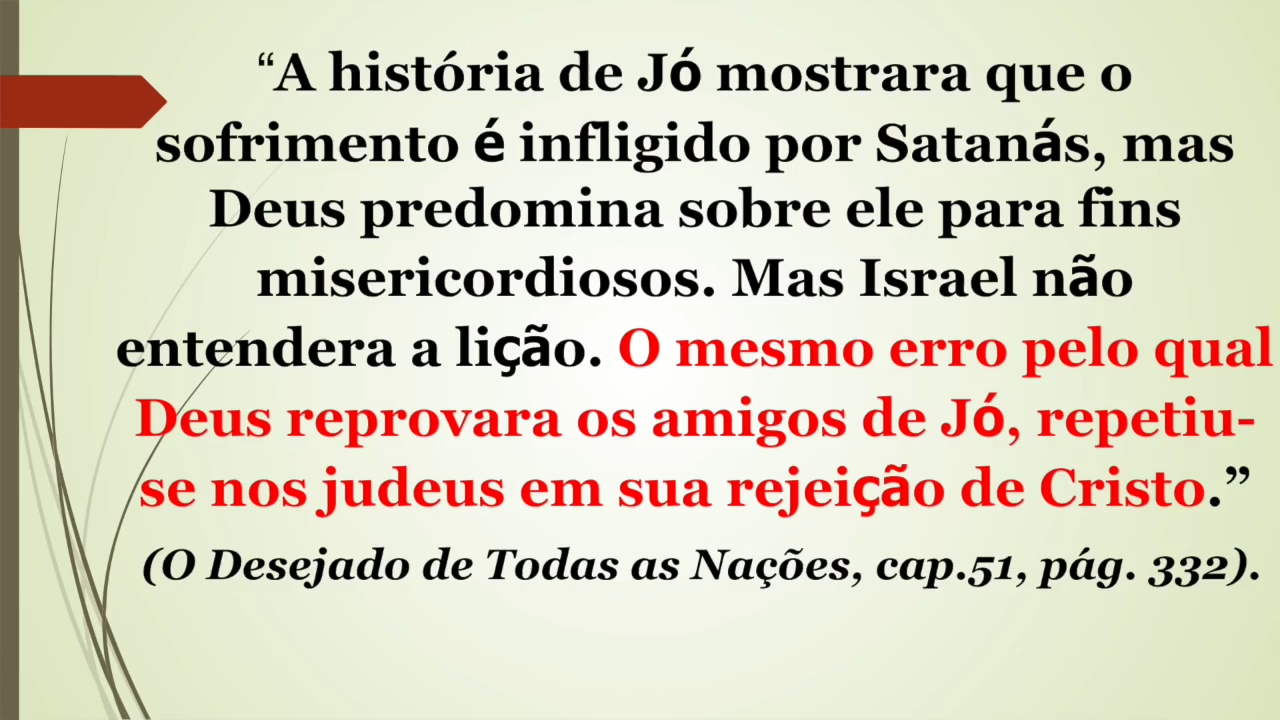 “A história de Jó mostrara que o
sofrimento é infligido por Satanás, mas
Deus predomina sobre ele para fins
misericordiosos. Mas Israel não
entendera a lição. O mesmo erro pelo qual
Deus reprovara os amigos de Jó, repetiu-
se nos judeus em sua rejeição de Cristo.”
(O Desejado de Todas as Nações, cap.51, pág. 332).